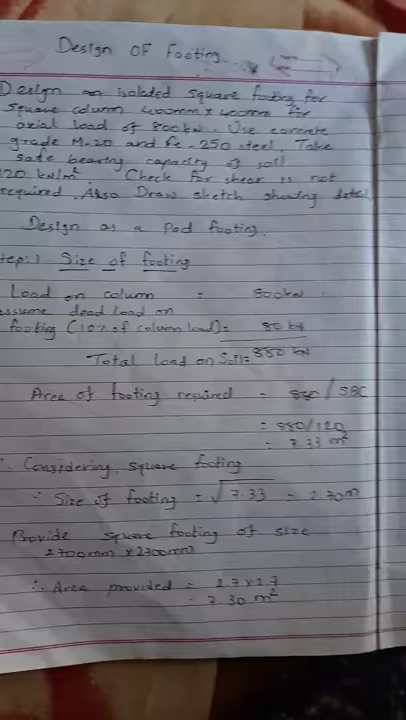 Design OF Footing
Design an isolated square footing for
square column 400mm x 400mm for
axial load of 800kN. Use concrete
grade M-20 and Fe-250 steel, Take
safe bearing capacity of soil
120 kN/m². Check for shear is not
required. Also Draw sketch showing detail
Design as a Pad footing.
tep:1 Size of footing
Load on column = 800kN
assume dead load on
footing (10% of column load) = 80 kN
Total load on soil = 880 kN
Area of footing required = 880 / SBC
= 880/120
= 7.33 m²
∴ Considering square footing
∴ Size of footing = √7.33 = 2.70m
Provide square footing of size
2700mm x 2700mm
∴ Area provided = 2.7 x 2.7
= 7.30 m²